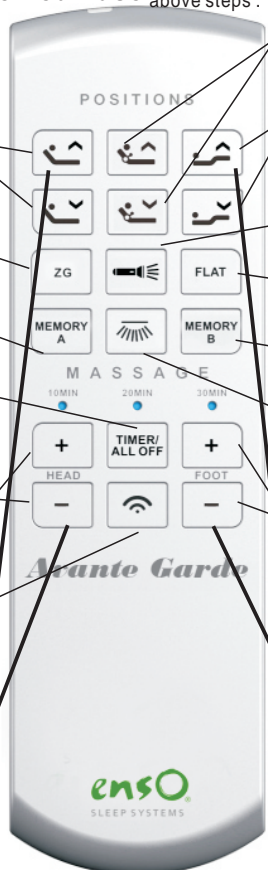 above steps .
POSITIONS
ZG
FLAT
MEMORY A
MEMORY B
MASSAGE
10MIN 20MIN 30MIN
+ TIMER/ +
ALL OFF
HEAD FOOT
− −
Avante Garde
ensO
SLEEP SYSTEMS